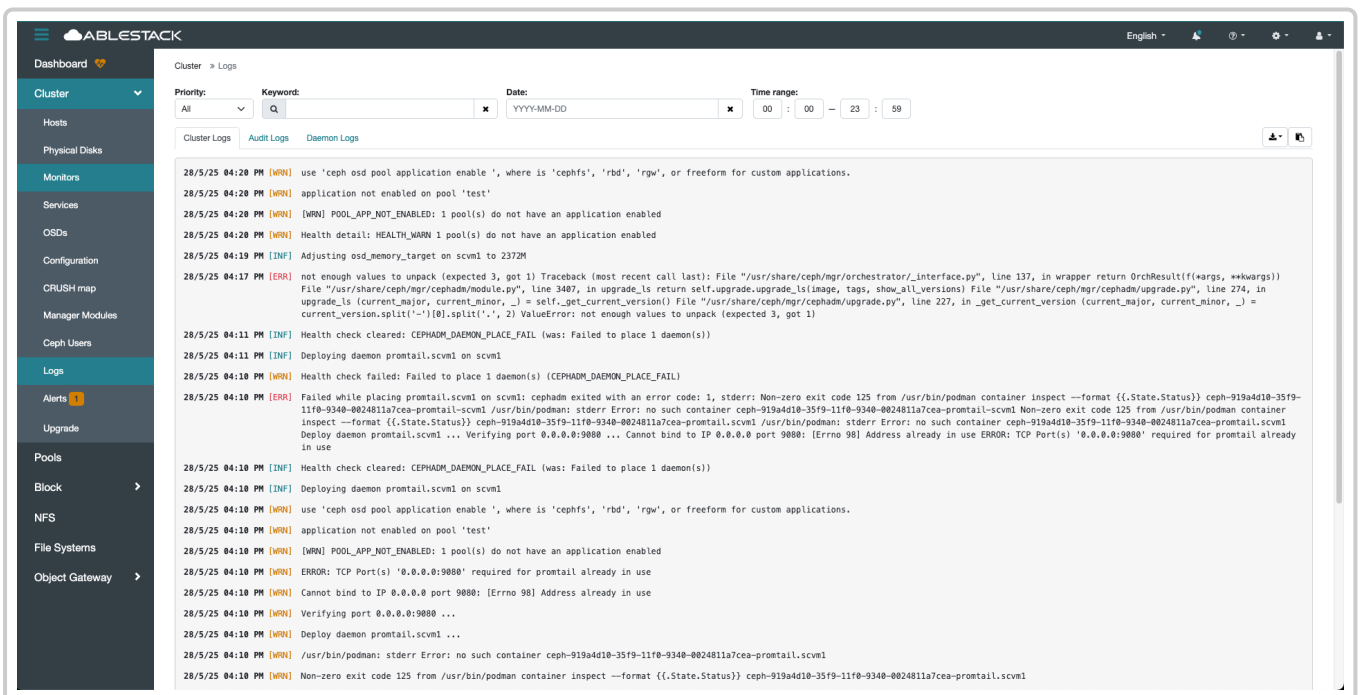 ABLESTACK
English
Dashboard
Cluster » Logs
Cluster
Hosts
Physical Disks
Monitors
Services
OSDs
Configuration
CRUSH map
Manager Modules
Ceph Users
Logs
Alerts 1
Upgrade
Pools
Block
NFS
File Systems
Object Gateway
Priority: Keyword: Date: Time range:
All YYYY-MM-DD 00 : 00 — 23 : 59
Cluster Logs Audit Logs Daemon Logs
28/5/25 04:20 PM [WRN] use 'ceph osd pool application enable ', where is 'cephfs', 'rbd', 'rgw', or freeform for custom applications.
28/5/25 04:20 PM [WRN] application not enabled on pool 'test'
28/5/25 04:20 PM [WRN] [WRN] POOL_APP_NOT_ENABLED: 1 pool(s) do not have an application enabled
28/5/25 04:20 PM [WRN] Health detail: HEALTH_WARN 1 pool(s) do not have an application enabled
28/5/25 04:19 PM [INF] Adjusting osd_memory_target on scvm1 to 2372M
28/5/25 04:17 PM [ERR] not enough values to unpack (expected 3, got 1) Traceback (most recent call last): File "/usr/share/ceph/mgr/orchestrator/_interface.py", line 137, in wrapper return OrchResult(f(*args, **kwargs))
File "/usr/share/ceph/mgr/cephadm/module.py", line 3407, in upgrade_ls return self.upgrade.upgrade_ls(image, tags, show_all_versions) File "/usr/share/ceph/mgr/cephadm/upgrade.py", line 274, in
upgrade_ls (current_major, current_minor, _) = self._get_current_version() File "/usr/share/ceph/mgr/cephadm/upgrade.py", line 227, in _get_current_version (current_major, current_minor, _) =
current_version.split('-')[0].split('.', 2) ValueError: not enough values to unpack (expected 3, got 1)
28/5/25 04:11 PM [INF] Health check cleared: CEPHADM_DAEMON_PLACE_FAIL (was: Failed to place 1 daemon(s))
28/5/25 04:11 PM [INF] Deploying daemon promtail.scvm1 on scvm1
28/5/25 04:10 PM [WRN] Health check failed: Failed to place 1 daemon(s) (CEPHADM_DAEMON_PLACE_FAIL)
28/5/25 04:10 PM [ERR] Failed while placing promtail.scvm1 on scvm1: cephadm exited with an error code: 1, stderr: Non-zero exit code 125 from /usr/bin/podman container inspect --format {{.State.Status}} ceph-919a4d10-35f9-
11f0-9340-0024811a7cea-promtail-scvm1 /usr/bin/podman: stderr Error: no such container ceph-919a4d10-35f9-11f0-9340-0024811a7cea-promtail-scvm1 Non-zero exit code 125 from /usr/bin/podman container
inspect --format {{.State.Status}} ceph-919a4d10-35f9-11f0-9340-0024811a7cea-promtail.scvm1 /usr/bin/podman: stderr Error: no such container ceph-919a4d10-35f9-11f0-9340-0024811a7cea-promtail.scvm1
Deploy daemon promtail.scvm1 ... Verifying port 0.0.0.0:9080 ... Cannot bind to IP 0.0.0.0 port 9080: [Errno 98] Address already in use ERROR: TCP Port(s) '0.0.0.0:9080' required for promtail already
in use
28/5/25 04:10 PM [INF] Health check cleared: CEPHADM_DAEMON_PLACE_FAIL (was: Failed to place 1 daemon(s))
28/5/25 04:10 PM [INF] Deploying daemon promtail.scvm1 on scvm1
28/5/25 04:10 PM [WRN] use 'ceph osd pool application enable ', where is 'cephfs', 'rbd', 'rgw', or freeform for custom applications.
28/5/25 04:10 PM [WRN] application not enabled on pool 'test'
28/5/25 04:10 PM [WRN] [WRN] POOL_APP_NOT_ENABLED: 1 pool(s) do not have an application enabled
28/5/25 04:10 PM [WRN] ERROR: TCP Port(s) '0.0.0.0:9080' required for promtail already in use
28/5/25 04:10 PM [WRN] Cannot bind to IP 0.0.0.0 port 9080: [Errno 98] Address already in use
28/5/25 04:10 PM [WRN] Verifying port 0.0.0.0:9080 ...
28/5/25 04:10 PM [WRN] Deploy daemon promtail.scvm1 ...
28/5/25 04:10 PM [WRN] /usr/bin/podman: stderr Error: no such container ceph-919a4d10-35f9-11f0-9340-0024811a7cea-promtail.scvm1
28/5/25 04:10 PM [WRN] Non-zero exit code 125 from /usr/bin/podman container inspect --format {{.State.Status}} ceph-919a4d10-35f9-11f0-9340-0024811a7cea-promtail.scvm1